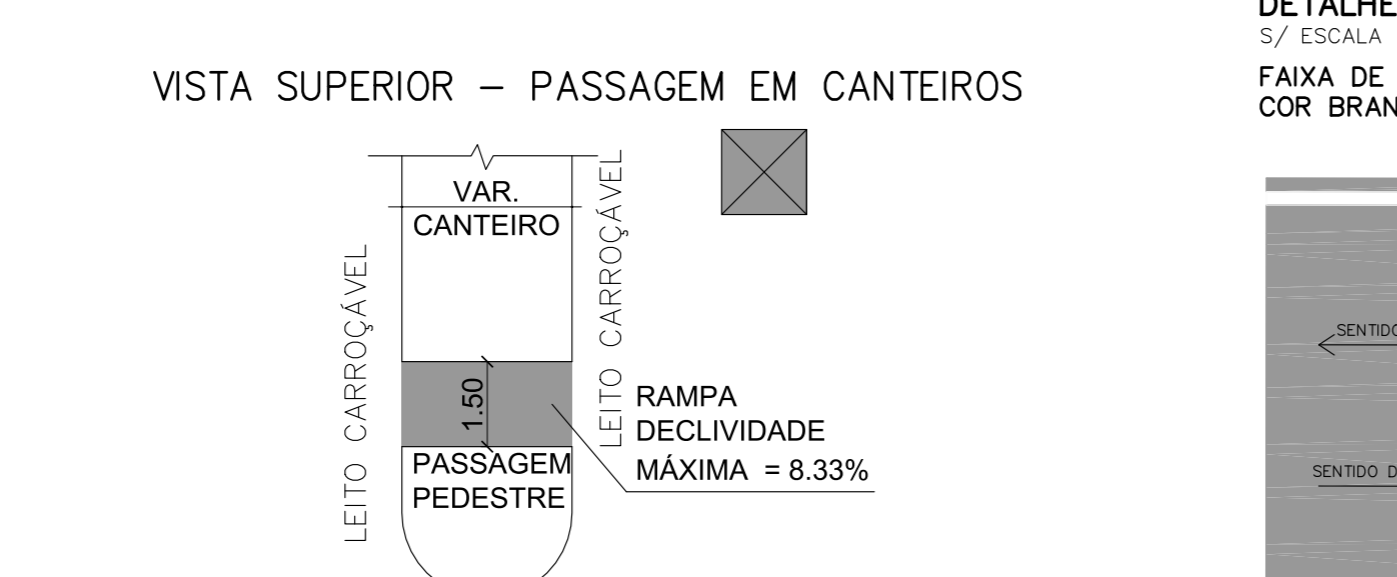 VISTA SUPERIOR – PASSAGEM EM CANTEIROS
VAR.
CANTEIRO
LEITO CARROÇÁVEL
LEITO CARROÇÁVEL
1.50
PASSAGEM
PEDESTRE
RAMPA
DECLIVIDADE
MÁXIMA = 8.33%
DETALHE
S/ ESCALA
FAIXA DE
COR BRAN
SENTIDO
SENTIDO D